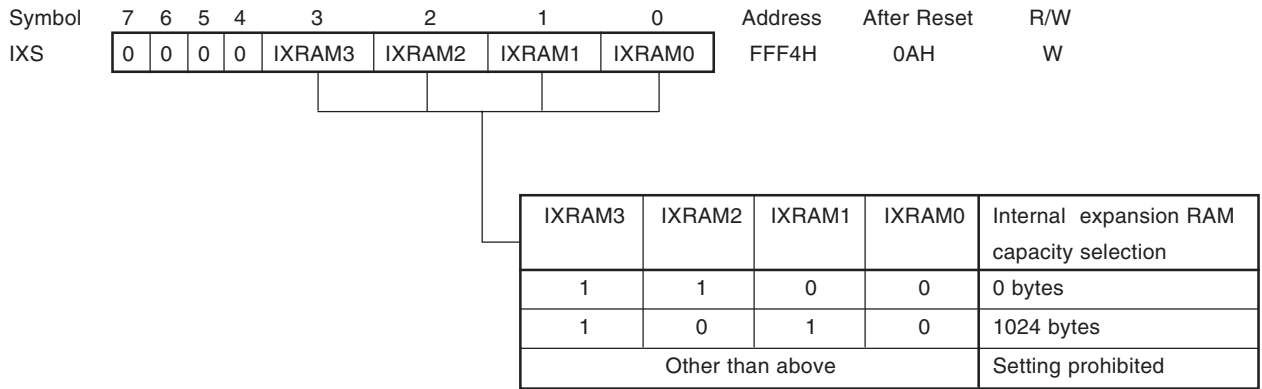 Symbol 7 6 5 4 3 2 1 0 Address After Reset R/W
IXS 0 0 0 0 IXRAM3 IXRAM2 IXRAM1 IXRAM0 FFF4H 0AH W
IXRAM3 IXRAM2 IXRAM1 IXRAM0 Internal expansion RAM
capacity selection
1 1 0 0 0 bytes
1 0 1 0 1024 bytes
Other than above Setting prohibited